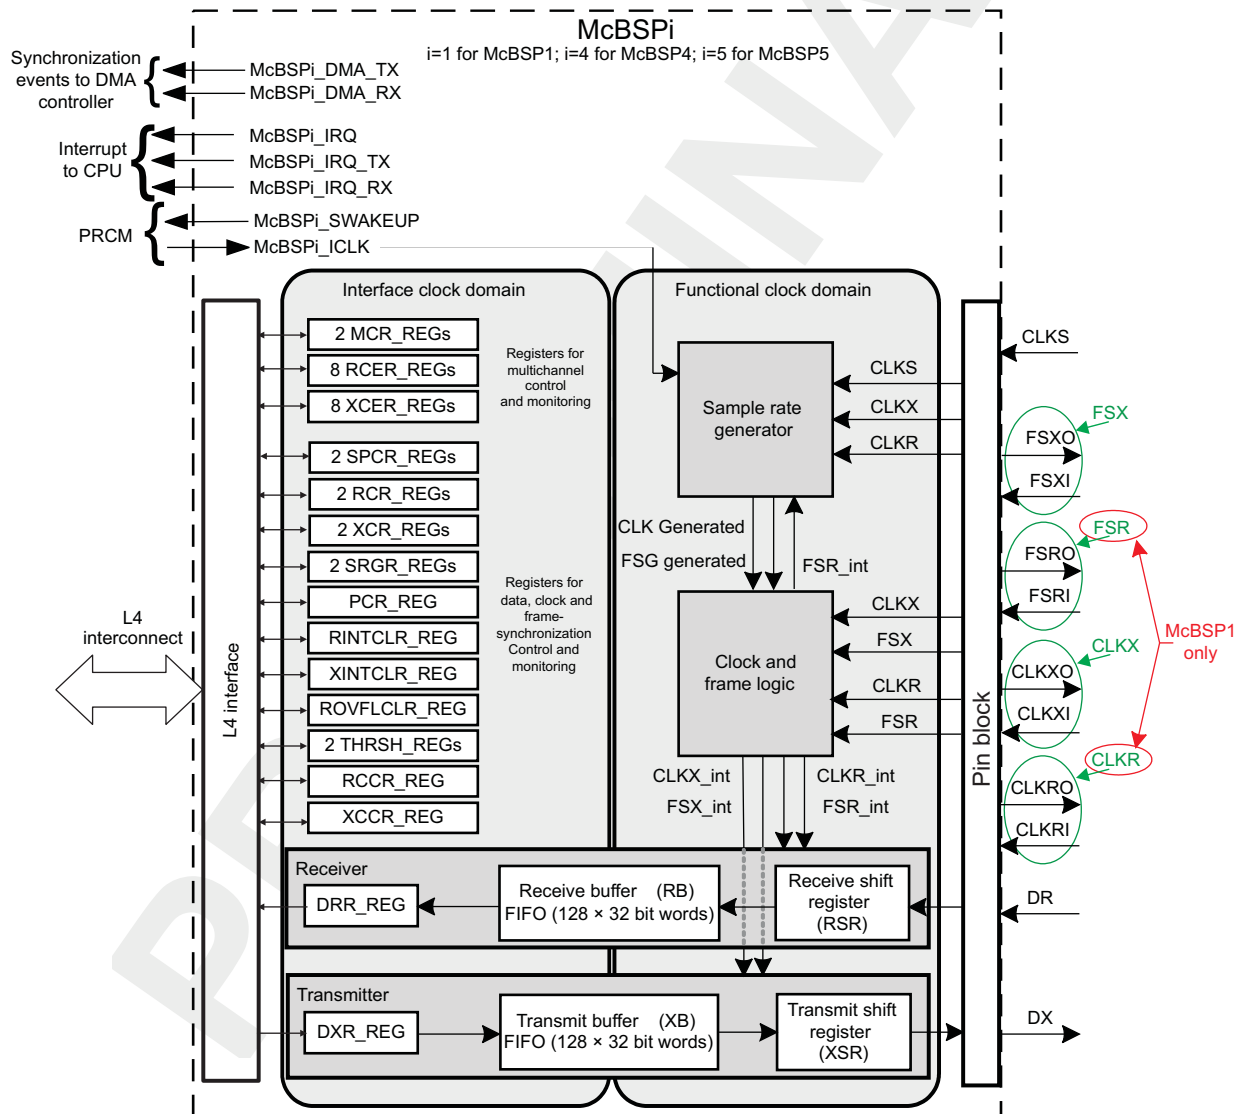 McBSPi
i=1 for McBSP1; i=4 for McBSP4; i=5 for McBSP5
Synchronization
events to DMA
controller
McBSPi_DMA_TX
McBSPi_DMA_RX
Interrupt
to CPU
McBSPi_IRQ
McBSPi_IRQ_TX
McBSPi_IRQ_RX
PRCM
McBSPi_SWAKEUP
McBSPi_ICLK
Interface clock domain
Functional clock domain
L4
interconnect
L4 interface
2 MCR_REGs
8 RCER_REGs
8 XCER_REGs
Registers for
multichannel
control
and monitoring
2 SPCR_REGs
2 RCR_REGs
2 XCR_REGs
2 SRGR_REGs
PCR_REG
RINTCLR_REG
XINTCLR_REG
ROVFLCLR_REG
2 THRSH_REGs
RCCR_REG
XCCR_REG
Registers for
data, clock and
frame-
synchronization
Control and
monitoring
Sample rate
generator
CLKS
CLKX
CLKR
CLK Generated
FSG generated
FSR_int
Clock and
frame logic
CLKX
FSX
CLKR
FSR
CLKX_int
FSX_int
CLKR_int
FSR_int
Receiver
DRR_REG
Receive buffer (RB)
FIFO (128 × 32 bit words)
Receive shift
register
(RSR)
Transmitter
DXR_REG
Transmit buffer (XB)
FIFO (128 × 32 bit words)
Transmit shift
register
(XSR)
Pin block
CLKS
FSX
FSXO
FSXI
FSR
FSRO
FSRI
McBSP1
only
CLKX
CLKXO
CLKXI
CLKR
CLKRO
CLKRI
DR
DX